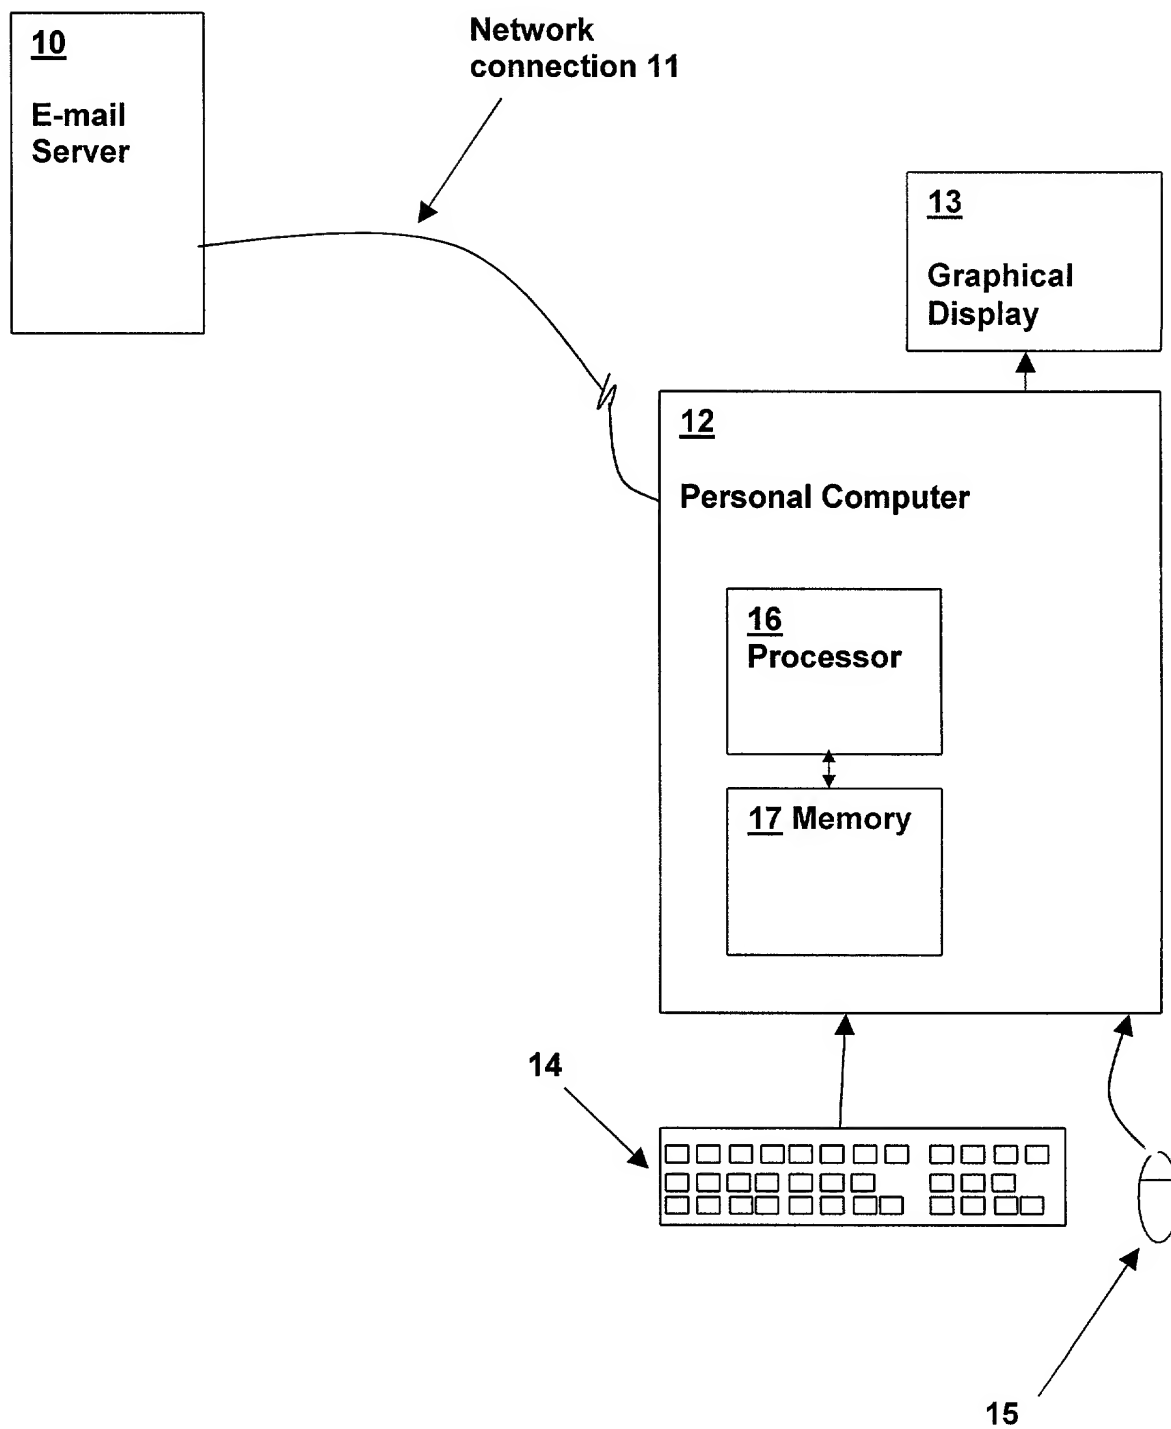 10
E-mail
Server
Network
connection 11
13
Graphical
Display
12
Personal Computer
16
Processor
17 Memory
14
15